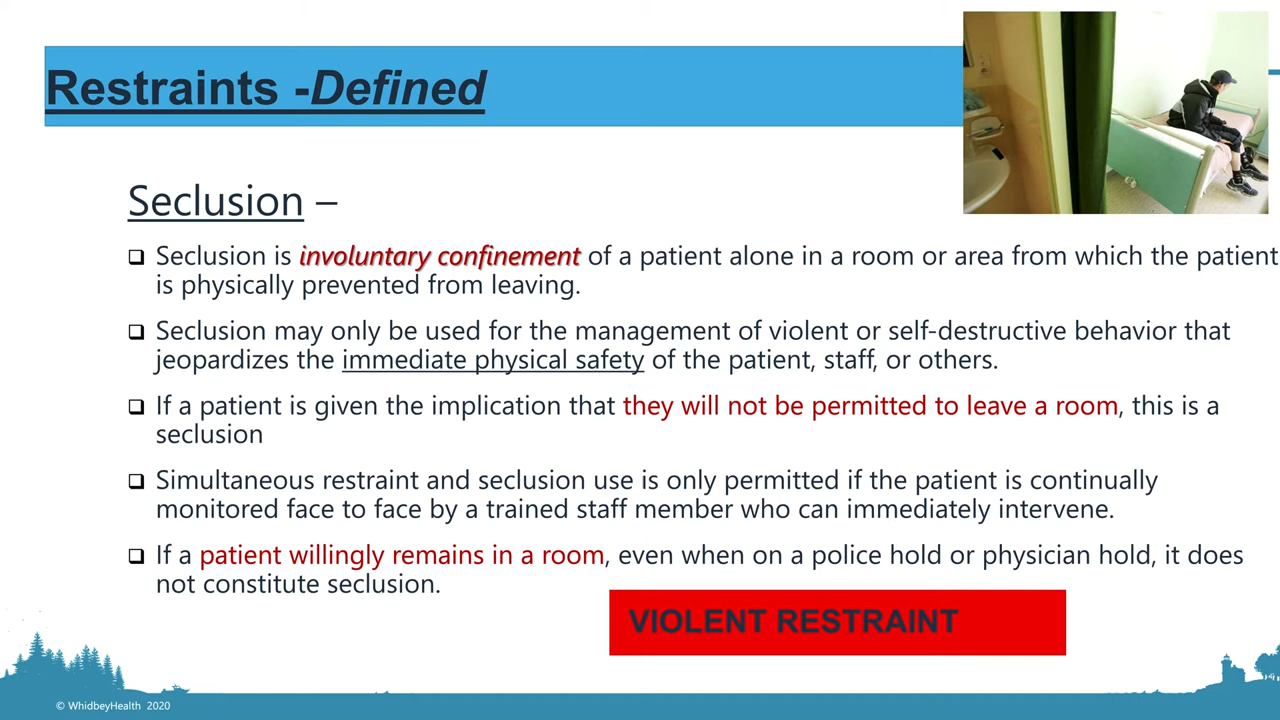 Restraints -Defined
Seclusion –
Seclusion is involuntary confinement of a patient alone in a room or area from which the patient
is physically prevented from leaving.
Seclusion may only be used for the management of violent or self-destructive behavior that
jeopardizes the immediate physical safety of the patient, staff, or others.
If a patient is given the implication that they will not be permitted to leave a room, this is a
seclusion
Simultaneous restraint and seclusion use is only permitted if the patient is continually
monitored face to face by a trained staff member who can immediately intervene.
If a patient willingly remains in a room, even when on a police hold or physician hold, it does
not constitute seclusion.
VIOLENT RESTRAINT
© WhidbeyHealth 2020